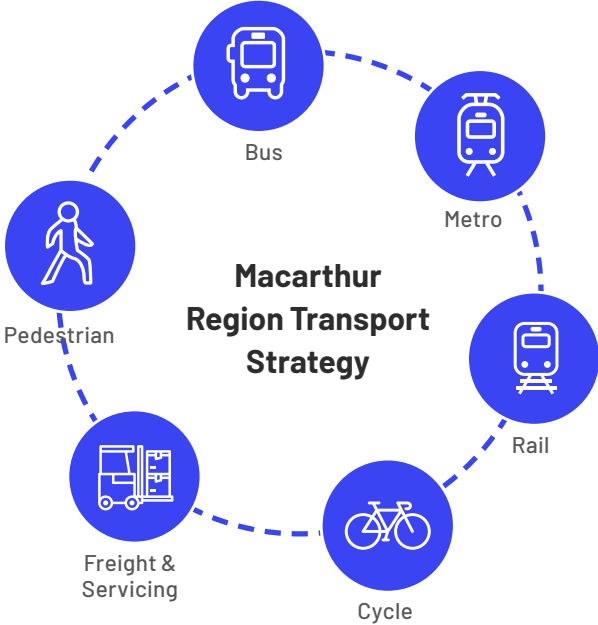 Bus
Metro
Macarthur
Region Transport
Strategy
Pedestrian
Rail
Freight &
Servicing
Cycle